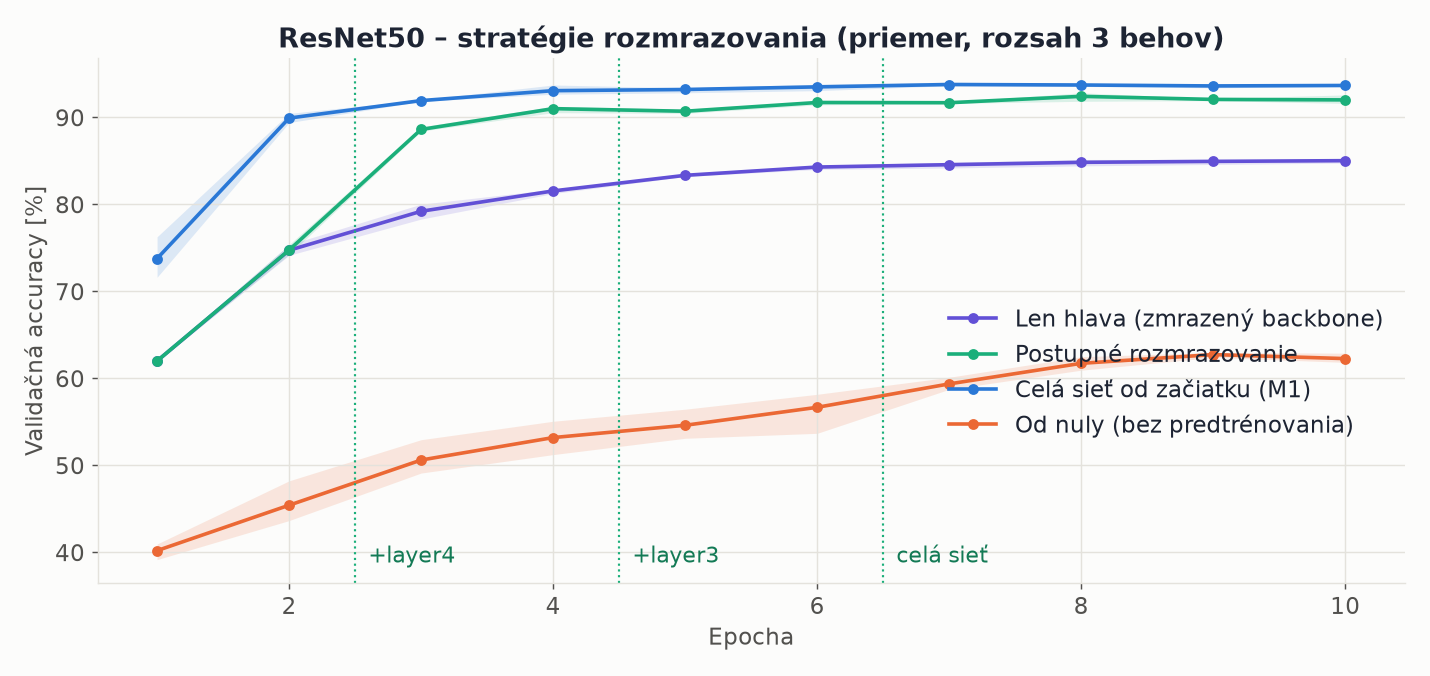 ResNet50 – stratégie rozmrazovania (priemer, rozsah 3 behov)
Validačná accuracy [%]
90
80
70
60
50
40
Len hlava (zmrazený backbone)
Postupné rozmrazovanie
Celá sieť od začiatku (M1)
Od nuly (bez predtrénovania)
+layer4
+layer3
celá sieť
2
4
6
8
10
Epocha